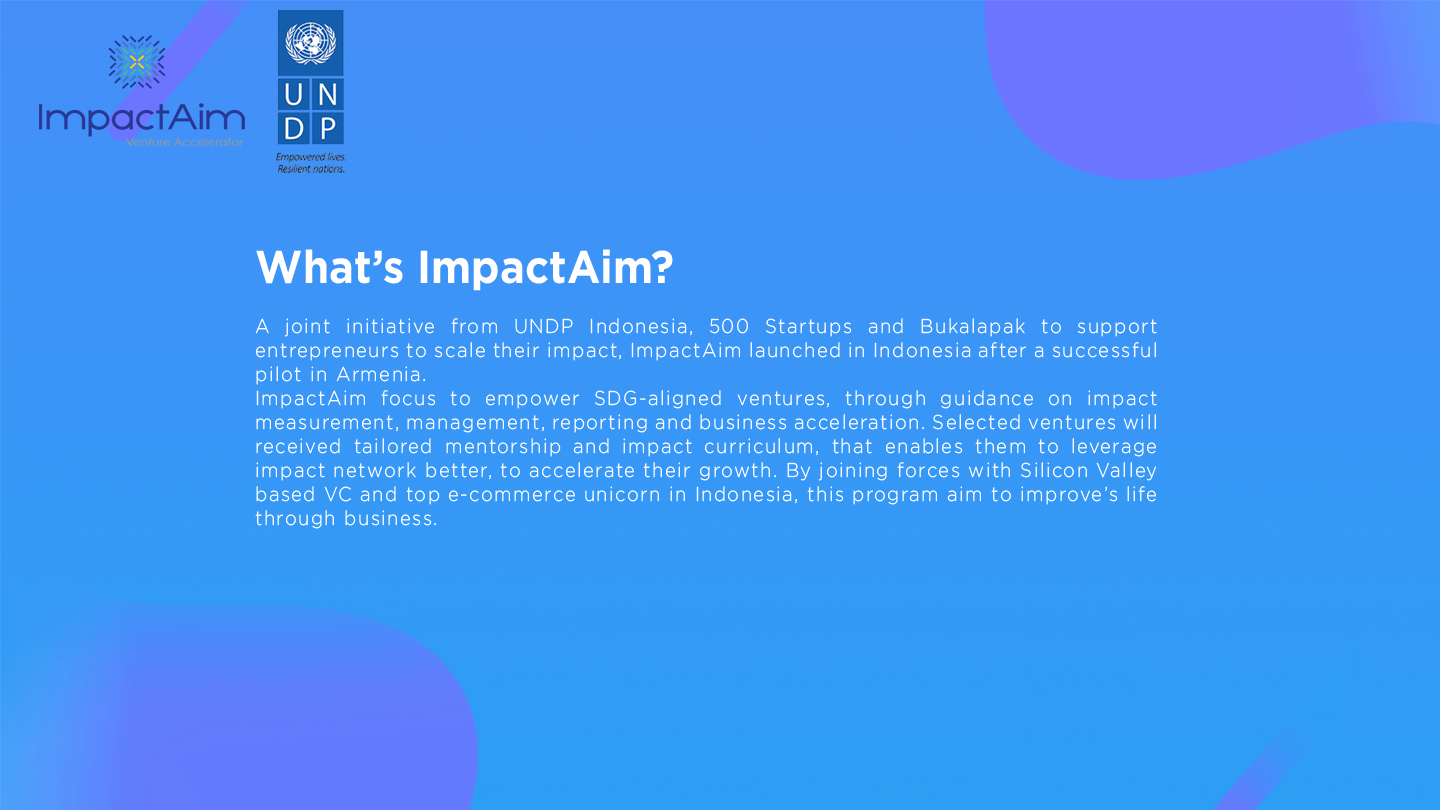 ImpactAim
Venture Accelerator
U N
D P
Empowered lives.
Resilient nations.
What’s ImpactAim?
A joint initiative from UNDP Indonesia, 500 Startups and Bukalapak to support
entrepreneurs to scale their impact, ImpactAim launched in Indonesia after a successful
pilot in Armenia.
ImpactAim focus to empower SDG-aligned ventures, through guidance on impact
measurement, management, reporting and business acceleration. Selected ventures will
received tailored mentorship and impact curriculum, that enables them to leverage
impact network better, to accelerate their growth. By joining forces with Silicon Valley
based VC and top e-commerce unicorn in Indonesia, this program aim to improve’s life
through business.